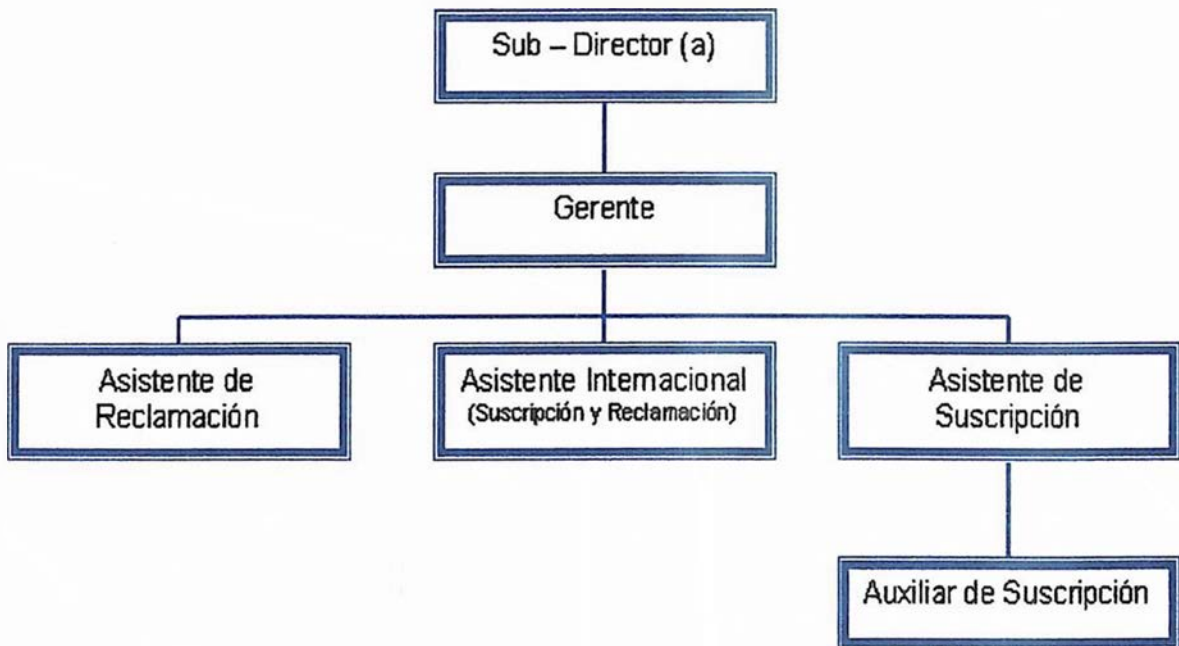 Sub – Director (a)
Gerente
Asistente de
Reclamación
Asistente Internacional
(Suscripción y Reclamación)
Asistente de
Suscripción
Auxiliar de Suscripción